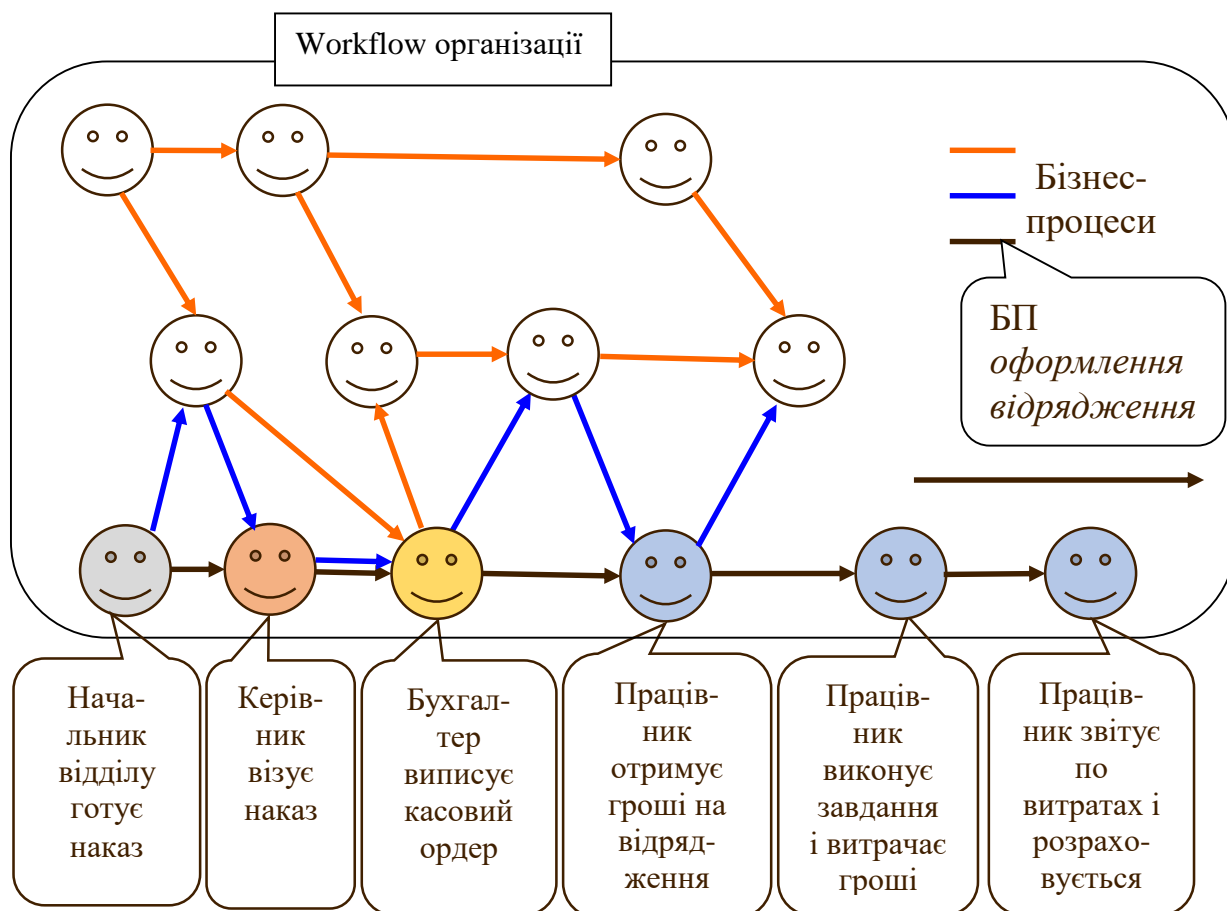 Workflow організації
Бізнес-
процеси
БП
оформлення
відрядження
Нача-
льник
відділу
готує
наказ
Керів-
ник
візує
наказ
Бухгал-
тер
виписує
касовий
ордер
Праців-
ник
отримує
гроші на
відряд-
ження
Праців-
ник
виконує
завдання
і витрачає
гроші
Праців-
ник звітує
по
витратах і
розрахо-
вується